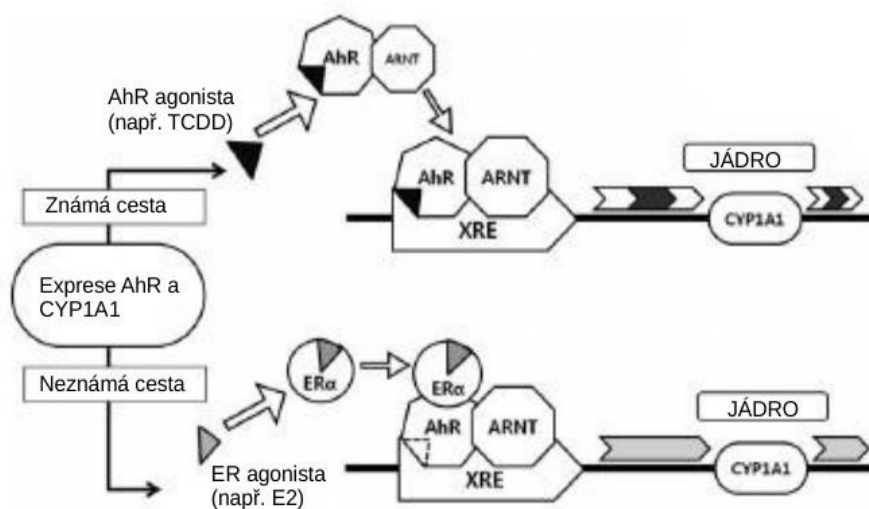 AhR
ARNT
AhR agonista
(např. TCDD)
JÁDRO
Známá cesta
AhR
ARNT
CYP1A1
XRE
Exprese AhR a
CYP1A1
Neznámá cesta
ERα
ERα
AhR
ARNT
JÁDRO
CYP1A1
XRE
ER agonista
(např. E2)